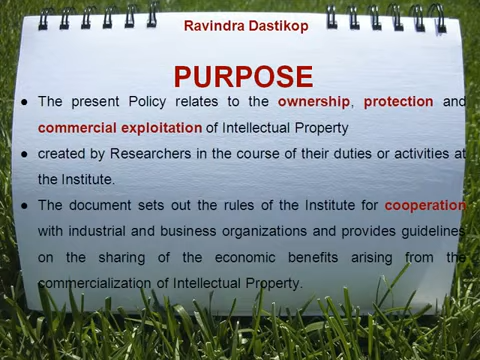 Ravindra Dastikop
PURPOSE
● The present Policy relates to the ownership, protection and
commercial exploitation of Intellectual Property
● created by Researchers in the course of their duties or activities at
the Institute.
● The document sets out the rules of the Institute for cooperation
with industrial and business organizations and provides guidelines
on the sharing of the economic benefits arising from the
commercialization of Intellectual Property.